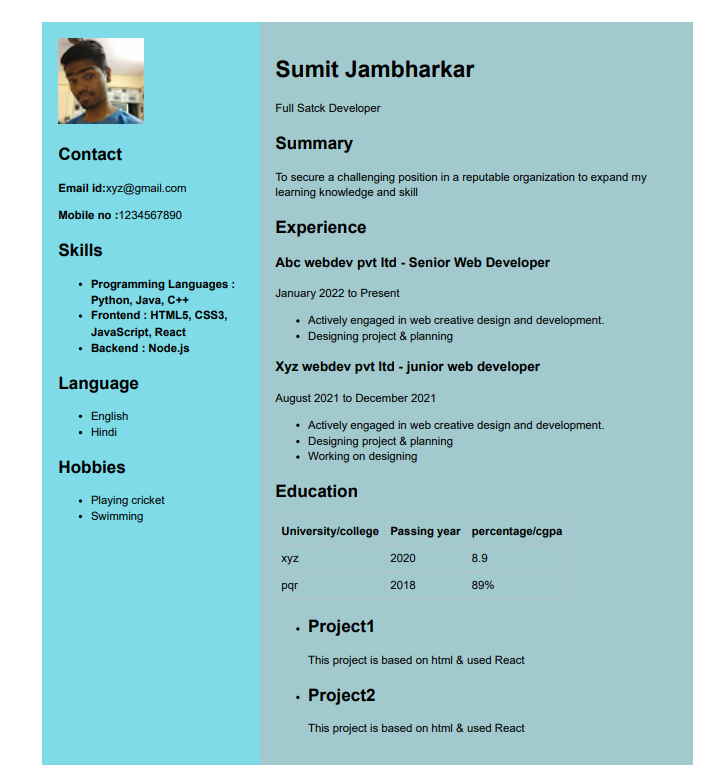 Contact
Email id:xyz@gmail.com
Mobile no :1234567890
Skills
• Programming Languages :
Python, Java, C++
• Frontend : HTML5, CSS3,
JavaScript, React
• Backend : Node.js
Language
• English
• Hindi
Hobbies
• Playing cricket
• Swimming
Sumit Jambharkar
Full Satck Developer
Summary
To secure a challenging position in a reputable organization to expand my
learning knowledge and skill
Experience
Abc webdev pvt ltd - Senior Web Developer
January 2022 to Present
• Actively engaged in web creative design and development.
• Designing project & planning
Xyz webdev pvt ltd - junior web developer
August 2021 to December 2021
• Actively engaged in web creative design and development.
• Designing project & planning
• Working on designing
Education
University/college Passing year percentage/cgpa
xyz 2020 8.9
pqr 2018 89%
• Project1
This project is based on html & used React
• Project2
This project is based on html & used React